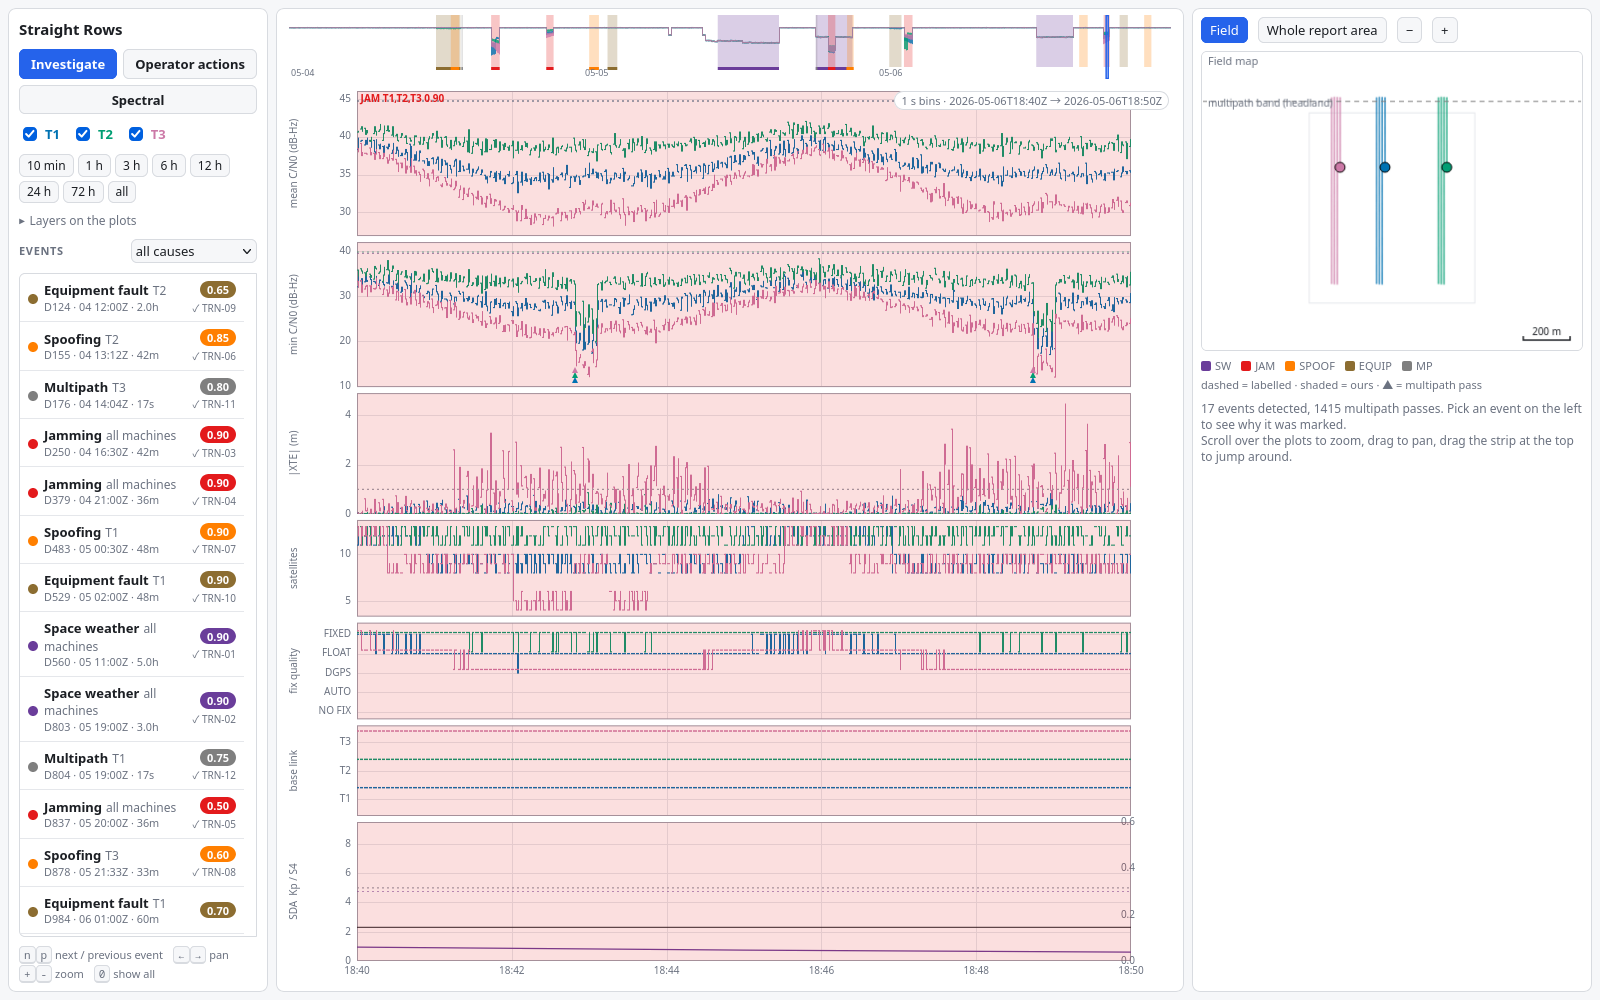 Straight Rows
Investigate
Operator actions
Spectral
T1
T2
T3
10 min
1 h
3 h
6 h
12 h
24 h
72 h
all
▸ Layers on the plots
EVENTS
all causes
Equipment fault T2
0.65
D124 · 04 12:00Z · 2.0h
✓ TRN-09
Spoofing T2
0.85
D155 · 04 13:12Z · 42m
✓ TRN-06
Multipath T3
0.80
D176 · 04 14:04Z · 17s
✓ TRN-11
Jamming all machines
0.90
D250 · 04 16:30Z · 42m
✓ TRN-03
Jamming all machines
0.90
D379 · 04 21:00Z · 36m
✓ TRN-04
Spoofing T1
0.90
D483 · 05 00:30Z · 48m
✓ TRN-07
Equipment fault T1
0.90
D529 · 05 02:00Z · 48m
✓ TRN-10
Space weather all
machines
0.90
D560 · 05 11:00Z · 5.0h
✓ TRN-01
Space weather all
machines
0.90
D803 · 05 19:00Z · 3.0h
✓ TRN-02
Multipath T1
0.75
D804 · 05 19:00Z · 17s
✓ TRN-12
Jamming all machines
0.50
D837 · 05 20:00Z · 36m
✓ TRN-05
Spoofing T3
0.60
D878 · 05 21:33Z · 33m
✓ TRN-08
Equipment fault T1
0.70
D984 · 06 01:00Z · 60m
n p next / previous event ← → pan
+ - zoom 0 show all
05-04
05-05
05-06
JAM T1,T2,T3 0.90
1 s bins · 2026-05-06T18:40Z → 2026-05-06T18:50Z
mean C/N0 (dB-Hz)
45
40
35
30
min C/N0 (dB-Hz)
40
30
20
10
|XTE| (m)
4
2
0
satellites
10
5
fix quality
FIXED
FLOAT
DGPS
AUTO
NO FIX
base link
T3
T2
T1
SDA Kp / S4
8
6
4
2
0
0.6
0.4
0.2
0.0
18:40
18:42
18:44
18:46
18:48
18:50
Field
Whole report area
−
+
Field map
multipath band (headland)
200 m
SW
JAM
SPOOF
EQUIP
MP
dashed = labelled · shaded = ours · ▲ = multipath pass
17 events detected, 1415 multipath passes. Pick an event on the left
to see why it was marked.
Scroll over the plots to zoom, drag to pan, drag the strip at the top
to jump around.